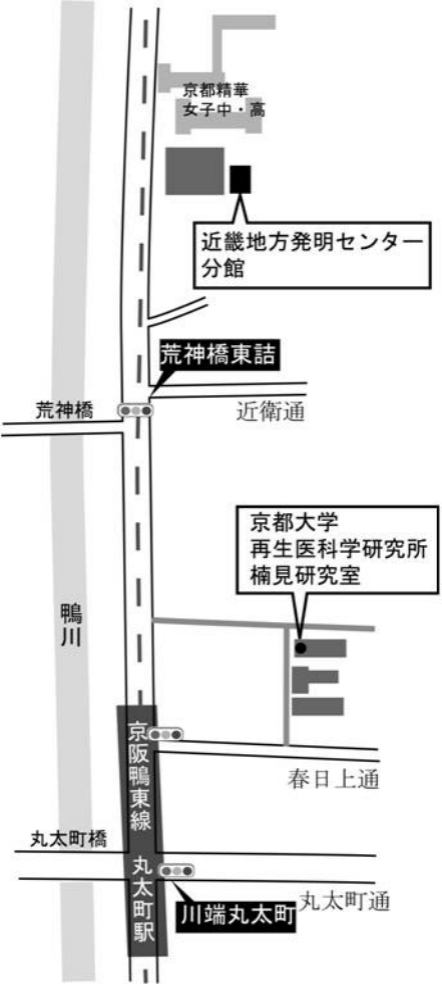 京都精華
女子中・高
近畿地方発明センター
分館
荒神橋東詰
荒神橋
近衛通
京都大学
再生医科学研究所
楠見研究室
鴨川
京阪鴨東線
春日上通
丸太町橋
丸太町駅
川端丸太町
丸太町通